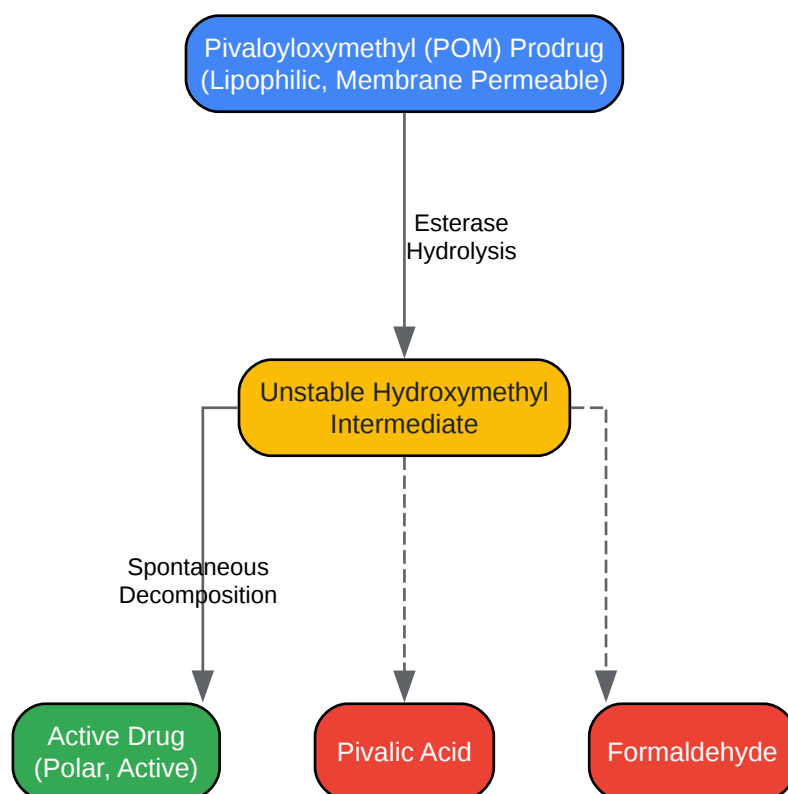 Pivaloyloxymethyl (POM) Prodrug
(Lipophilic, Membrane Permeable)
Esterase
Hydrolysis
Unstable Hydroxymethyl
Intermediate
Spontaneous
Decomposition
Active Drug
(Polar, Active)
Pivalic Acid
Formaldehyde